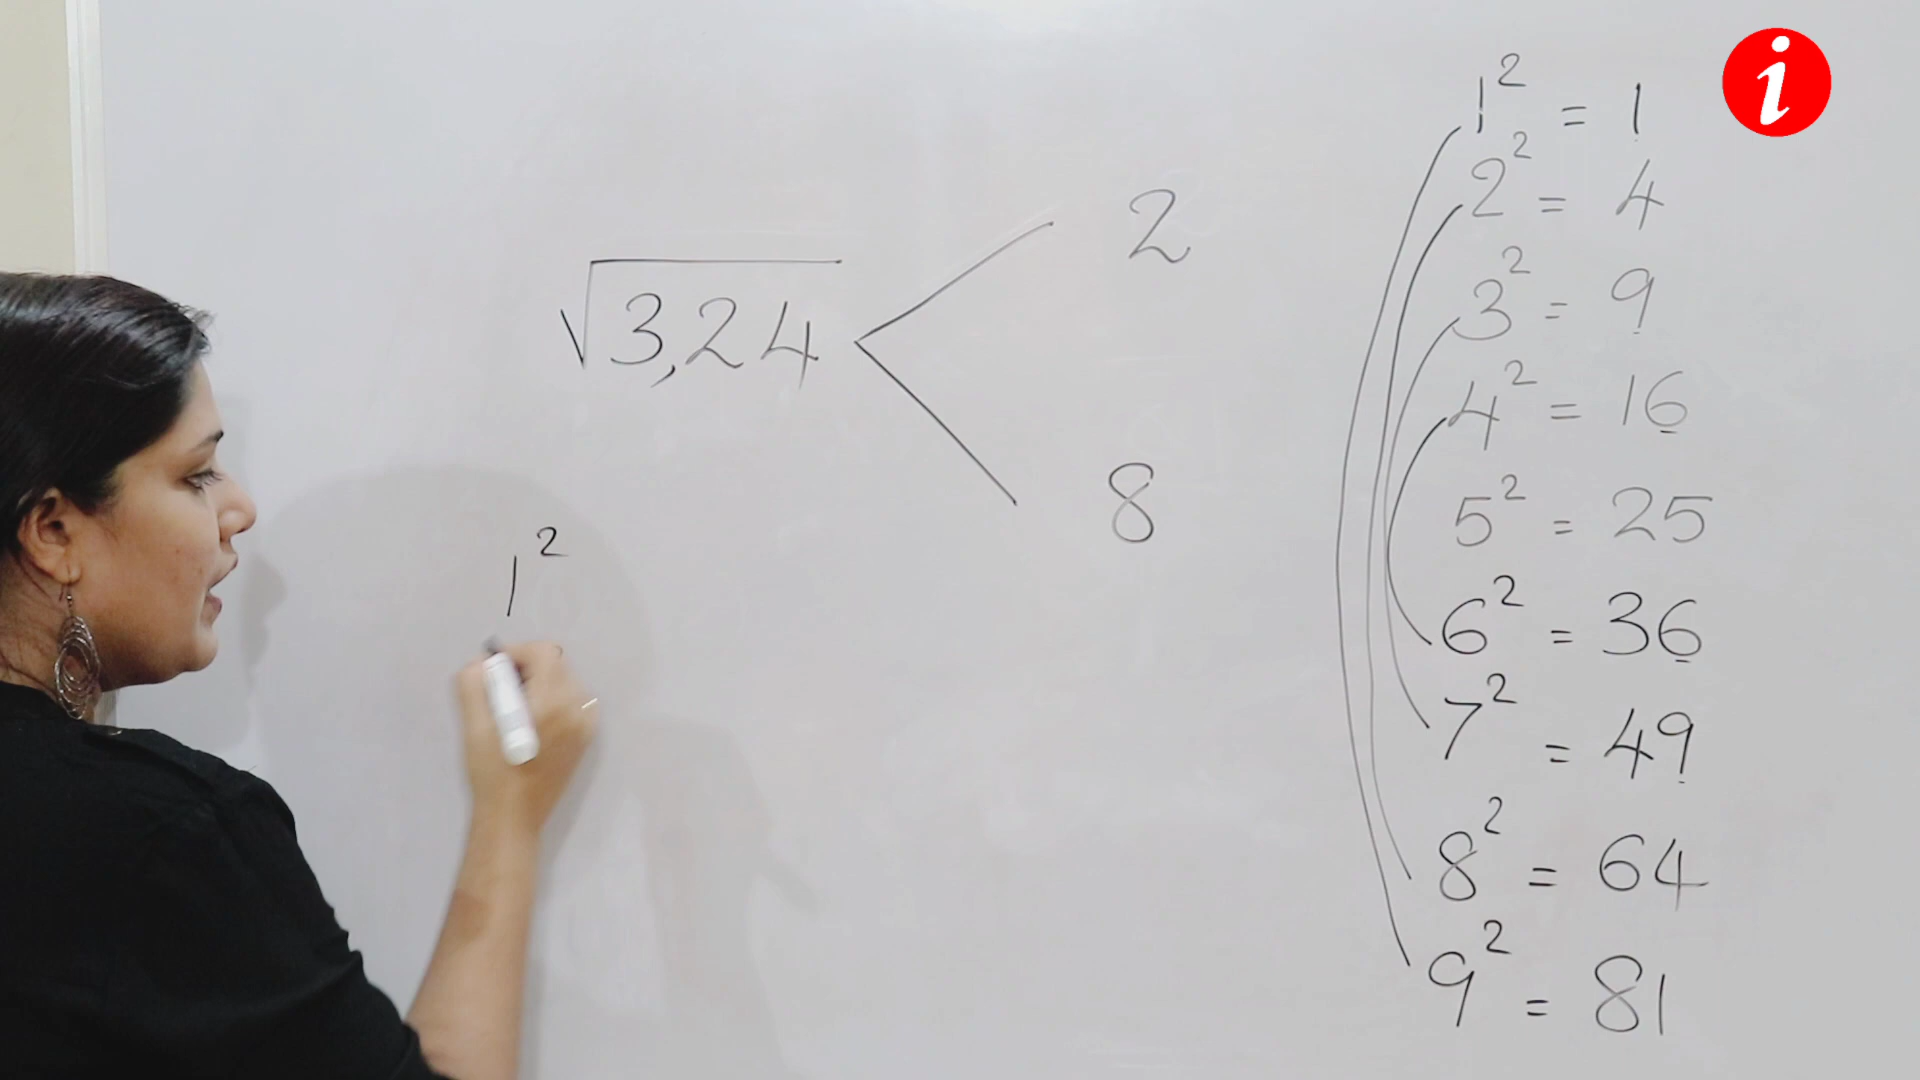 √3,24
2
8
1²
1² = 1
2² = 4
3² = 9
4² = 16
5² = 25
6² = 36
7² = 49
8² = 64
9² = 81
i